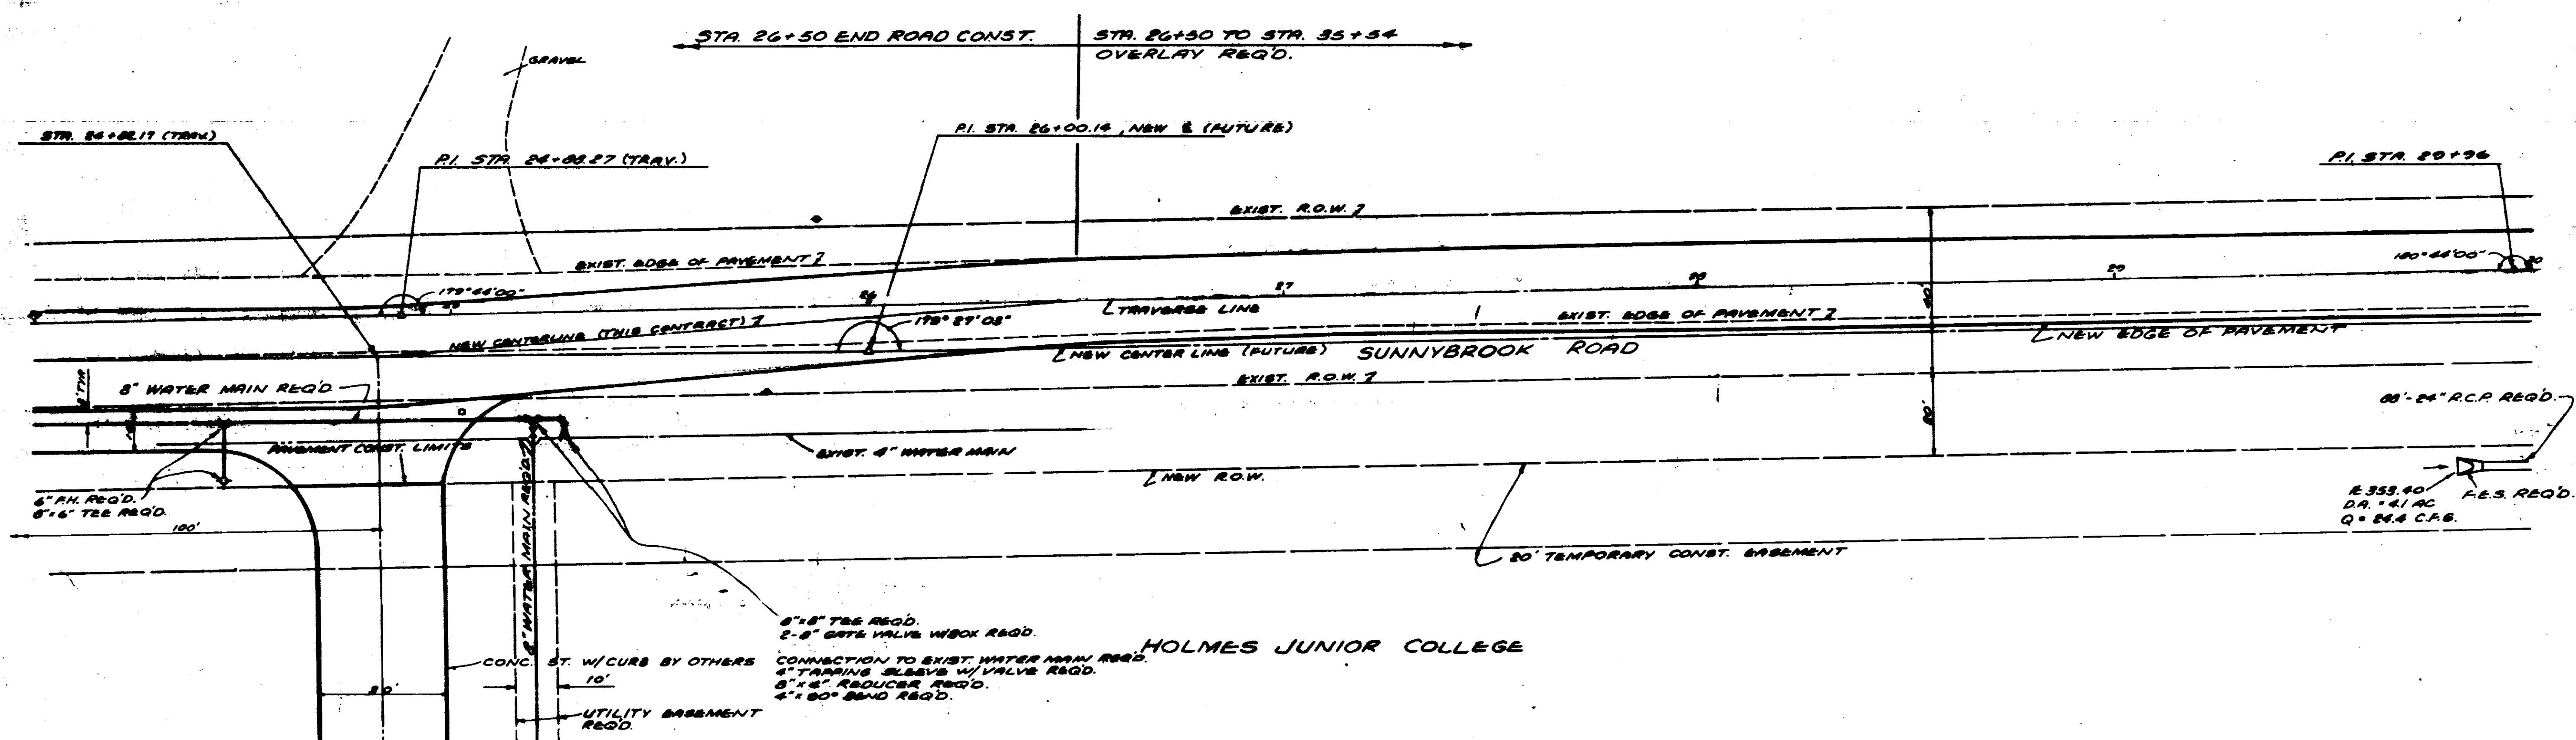 STA. 26+50 END ROAD CONST.
STA. 26+50 TO STA. 35+54
OVERLAY REQ'D.
GRAVEL
STA. 24+82.17 (TRAV.)
P.I. STA. 24+88.27 (TRAV.)
P.I. STA. 26+00.14, NEW ℄ (FUTURE)
P.I. STA. 29+96
EXIST. R.O.W.
EXIST. EDGE OF PAVEMENT
179°44'00"
180°44'00"
26
27
28
29
30
TRAVERSE LINE
NEW CENTERLINE (THIS CONTRACT)
179°27'08"
EXIST. EDGE OF PAVEMENT
NEW EDGE OF PAVEMENT
NEW CENTER LINE (FUTURE)
SUNNYBROOK ROAD
EXIST. R.O.W.
8" WATER MAIN REQ'D.
PAVEMENT CONST. LIMITS
EXIST. 4" WATER MAIN
NEW R.O.W.
88'-24" R.C.P. REQ'D.
6" F.H. REQ'D.
8"x6" TEE REQ'D.
100'
8" WATER MAIN REQ'D.
353.40
D.A. = 4.1 AC
Q = 24.4 C.F.S.
F.E.S. REQ'D.
20' TEMPORARY CONST. EASEMENT
8"x8" TEE REQ'D.
2-8" GATE VALVE W/BOX REQ'D.
HOLMES JUNIOR COLLEGE
CONC. ST. W/CURB BY OTHERS
CONNECTION TO EXIST. WATER MAIN REQ'D.
4" TAPPING SLEEVE W/VALVE REQ'D.
8"x4" REDUCER REQ'D.
4"x90° BEND REQ'D.
10'
UTILITY EASEMENT
REQ'D.